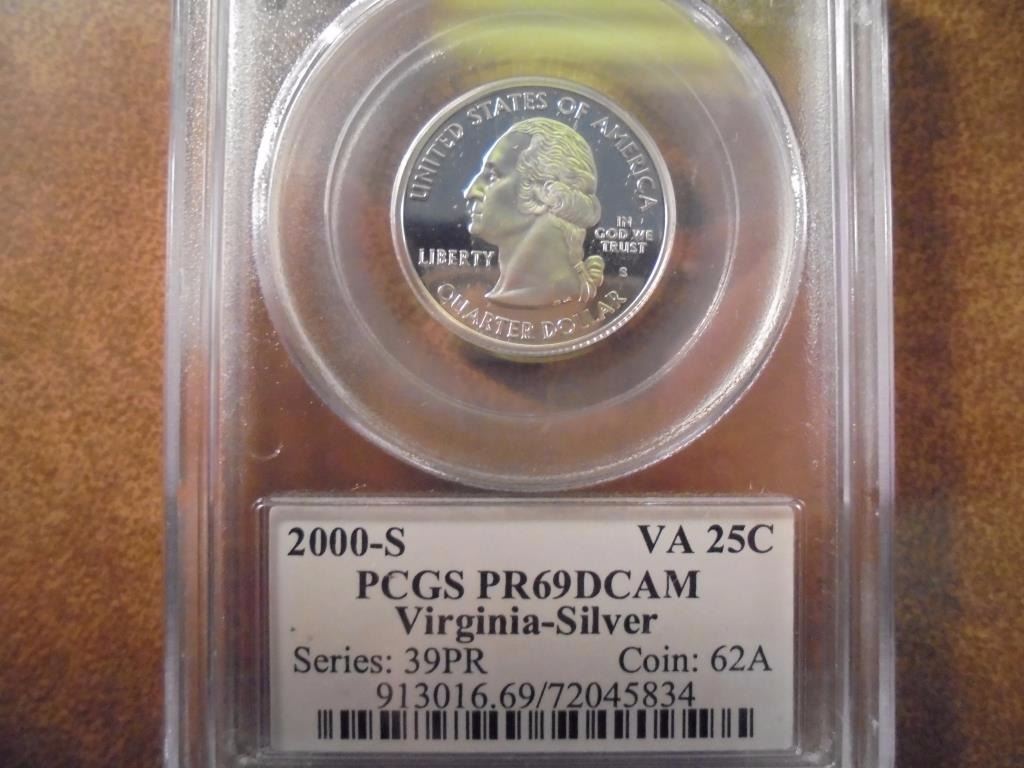 UNITED STATES OF AMERICA
IN
GOD WE
TRUST
LIBERTY
S
QUARTER DOLLAR
2000-S VA 25C
PCGS PR69DCAM
Virginia-Silver
Series: 39PR Coin: 62A
913016.69/72045834